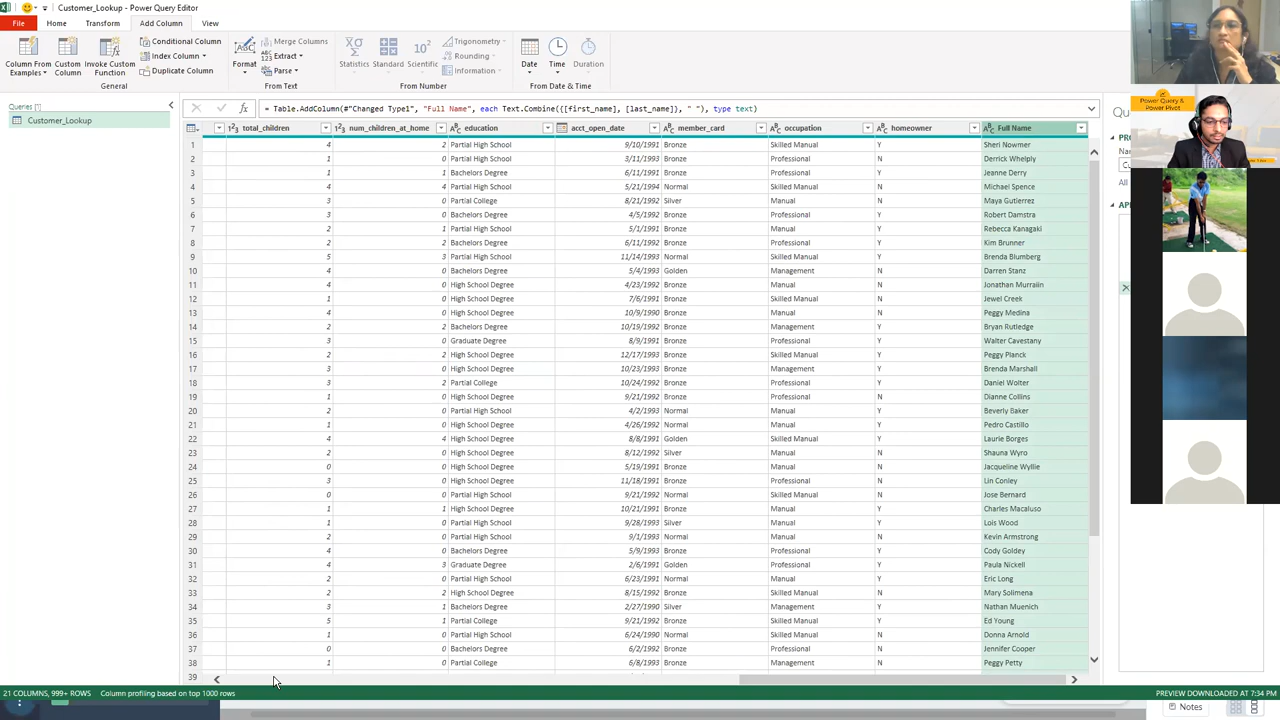 Customer_Lookup - Power Query Editor
File Home Transform Add Column View
Column From Examples Custom Column Invoke Custom Function Conditional Column Index Column Duplicate Column General
Format Merge Columns Extract Parse From Text
Statistics Standard Scientific Trigonometry Rounding Information From Number
Date Time Duration From Date & Time
Power Query & Power Pivot
Queries [1]
Customer_Lookup
= Table.AddColumn(#"Changed Type1", "Full Name", each Text.Combine({[first_name], [last_name]}, " "), type text)
total_children num_children_at_home education acct_open_date member_card occupation homeowner Full Name
1 4 2 Partial High School 9/10/1991 Bronze Skilled Manual Y Sheri Nowmer
2 1 0 Partial High School 3/11/1993 Bronze Professional N Derrick Whelply
3 1 1 Bachelors Degree 6/11/1991 Bronze Professional Y Jeanne Derry
4 4 4 Partial High School 5/21/1994 Normal Skilled Manual N Michael Spence
5 3 0 Partial College 8/21/1992 Silver Manual N Maya Gutierrez
6 3 0 Bachelors Degree 4/5/1992 Bronze Professional Y Robert Damstra
7 2 1 Partial High School 5/1/1991 Bronze Manual Y Rebecca Kanagaki
8 2 2 Bachelors Degree 6/11/1992 Bronze Professional Y Kim Brunner
9 5 3 Partial High School 11/14/1993 Normal Skilled Manual Y Brenda Blumberg
10 4 0 Bachelors Degree 5/4/1993 Golden Management N Darren Stanz
11 4 0 High School Degree 4/23/1992 Bronze Manual Y Jonathan Murraiin
12 1 0 High School Degree 7/6/1991 Bronze Skilled Manual N Jewel Creek
13 4 0 High School Degree 10/9/1990 Bronze Manual N Peggy Medina
14 2 2 Bachelors Degree 10/19/1992 Bronze Management Y Bryan Rutledge
15 3 0 Graduate Degree 8/9/1991 Bronze Professional Y Walter Cavestany
16 2 2 High School Degree 12/17/1993 Bronze Manual Y Peggy Planck
17 3 0 High School Degree 10/23/1993 Bronze Management N Brenda Marshall
18 3 2 Partial College 10/24/1992 Bronze Professional Y Daniel Wolter
19 1 0 High School Degree 9/21/1992 Bronze Manual N Dianne Collins
20 2 0 Partial High School 4/2/1993 Normal Manual Y Beverly Baker
21 1 0 High School Degree 4/26/1992 Normal Manual Y Pedro Castillo
22 4 4 High School Degree 8/8/1991 Golden Skilled Manual Y Laurie Borges
23 2 0 High School Degree 8/12/1992 Silver Manual N Shauna Wyro
24 0 0 High School Degree 5/19/1991 Bronze Manual N Jacqueline Wyllie
25 3 0 High School Degree 11/18/1991 Bronze Professional N Lin Conley
26 0 0 Partial High School 9/21/1992 Normal Skilled Manual N Jose Bernard
27 1 1 High School Degree 10/21/1991 Bronze Manual Y Charles Macaluso
28 1 0 Partial High School 9/28/1993 Silver Manual Y Lois Wood
29 2 0 Partial High School 9/1/1993 Normal Manual N Kevin Armstrong
30 4 0 Bachelors Degree 5/9/1993 Bronze Professional Y Cody Goldey
31 4 3 Graduate Degree 2/6/1991 Golden Professional Y Paula Nickell
32 2 0 Partial High School 6/23/1991 Normal Manual Y Eric Long
33 2 2 High School Degree 8/15/1992 Bronze Skilled Manual Y Mary Solimena
34 3 1 Bachelors Degree 2/27/1990 Silver Management Y Nathan Muenich
35 5 1 Partial College 9/21/1992 Bronze Skilled Manual Y Ed Young
36 1 0 Partial High School 6/24/1990 Normal Manual N Donna Arnold
37 0 0 Bachelors Degree 6/2/1992 Bronze Professional N Jennifer Cooper
38 1 0 Partial College 6/8/1993 Bronze Management N Peggy Petty
39
21 COLUMNS, 999+ ROWS Column profiling based on top 1000 rows PREVIEW DOWNLOADED AT 7:34 PM
Notes